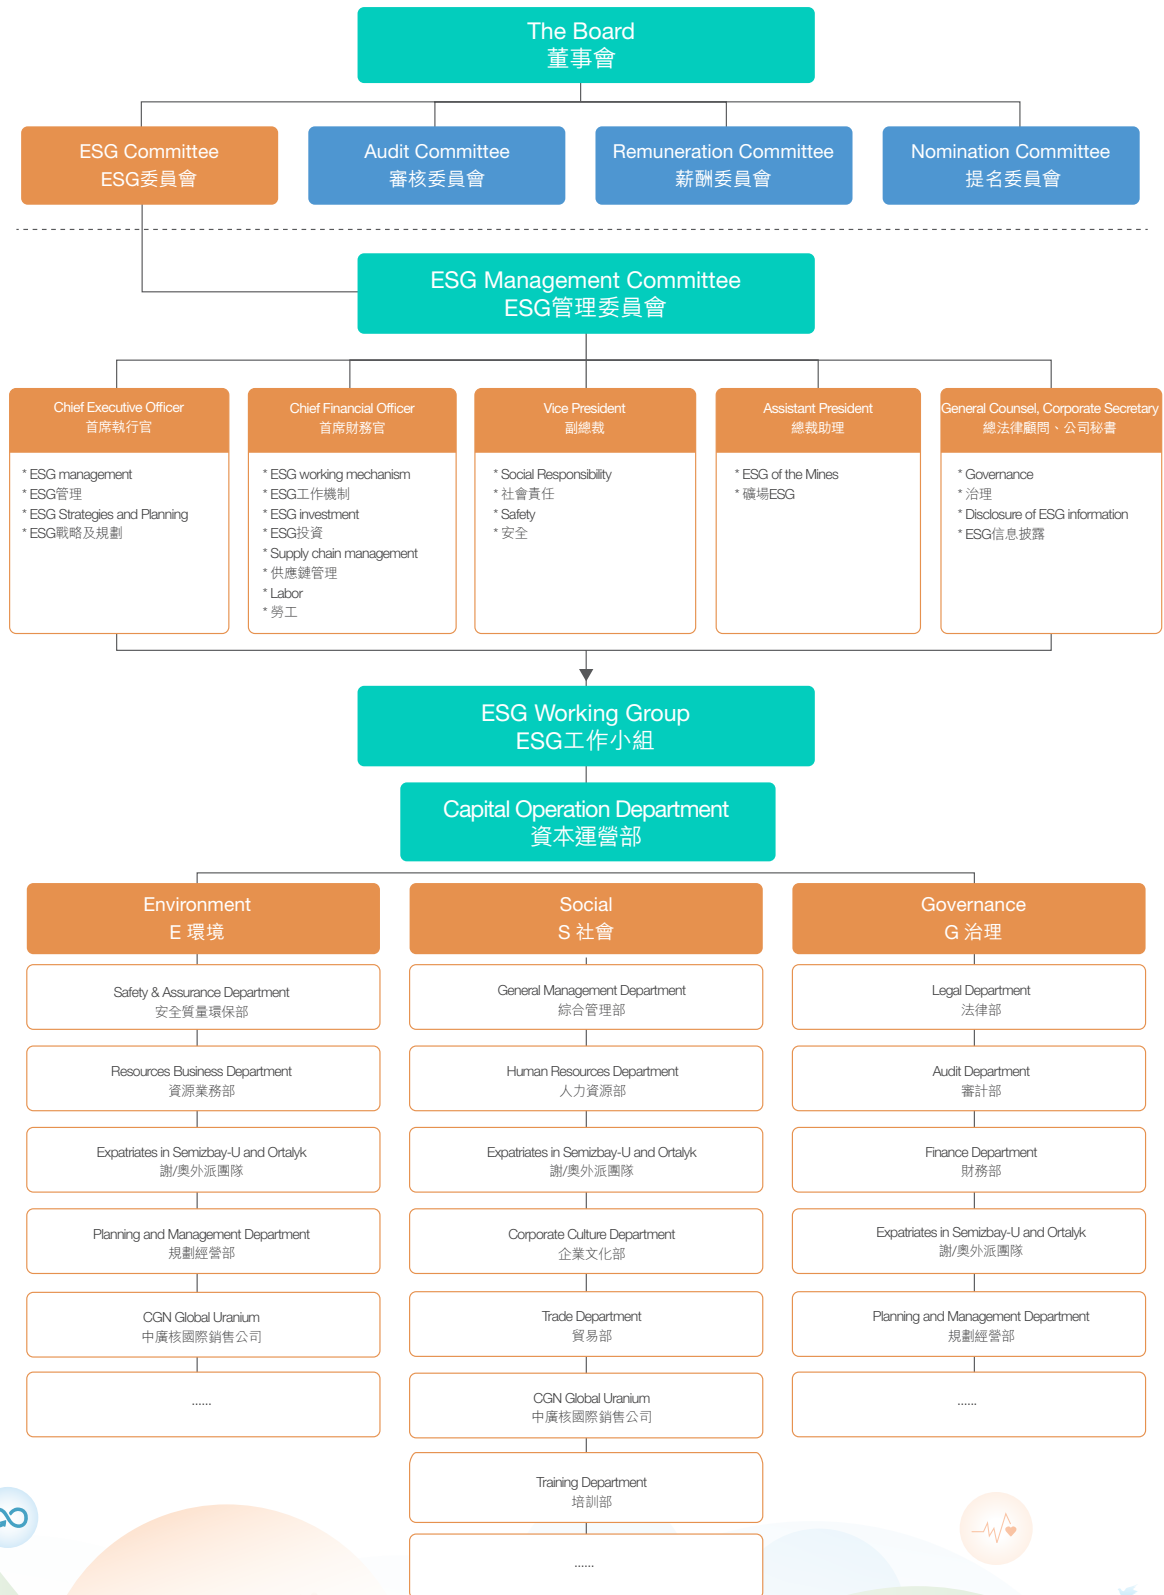 The Board
董事會
ESG Committee
ESG委員會
Audit Committee
審核委員會
Remuneration Committee
薪酬委員會
Nomination Committee
提名委員會
ESG Management Committee
ESG管理委員會
Chief Executive Officer
首席執行官
* ESG management
* ESG管理
* ESG Strategies and Planning
* ESG戰略及規劃
Chief Financial Officer
首席財務官
* ESG working mechanism
* ESG工作機制
* ESG investment
* ESG投資
* Supply chain management
* 供應鏈管理
* Labor
* 勞工
Vice President
副總裁
* Social Responsibility
* 社會責任
* Safety
* 安全
Assistant President
總裁助理
* ESG of the Mines
* 礦場ESG
General Counsel, Corporate Secretary
總法律顧問、公司秘書
* Governance
* 治理
* Disclosure of ESG information
* ESG信息披露
ESG Working Group
ESG工作小組
Capital Operation Department
資本運營部
Environment
E 環境
Safety & Assurance Department
安全質量環保部
Resources Business Department
資源業務部
Expatriates in Semizbay-U and Ortalyk
謝/奧外派團隊
Planning and Management Department
規劃經營部
CGN Global Uranium
中廣核國際銷售公司
......
Social
S 社會
General Management Department
綜合管理部
Human Resources Department
人力資源部
Expatriates in Semizbay-U and Ortalyk
謝/奧外派團隊
Corporate Culture Department
企業文化部
Trade Department
貿易部
CGN Global Uranium
中廣核國際銷售公司
Training Department
培訓部
......
Governance
G 治理
Legal Department
法律部
Audit Department
審計部
Finance Department
財務部
Expatriates in Semizbay-U and Ortalyk
謝/奧外派團隊
Planning and Management Department
規劃經營部
......